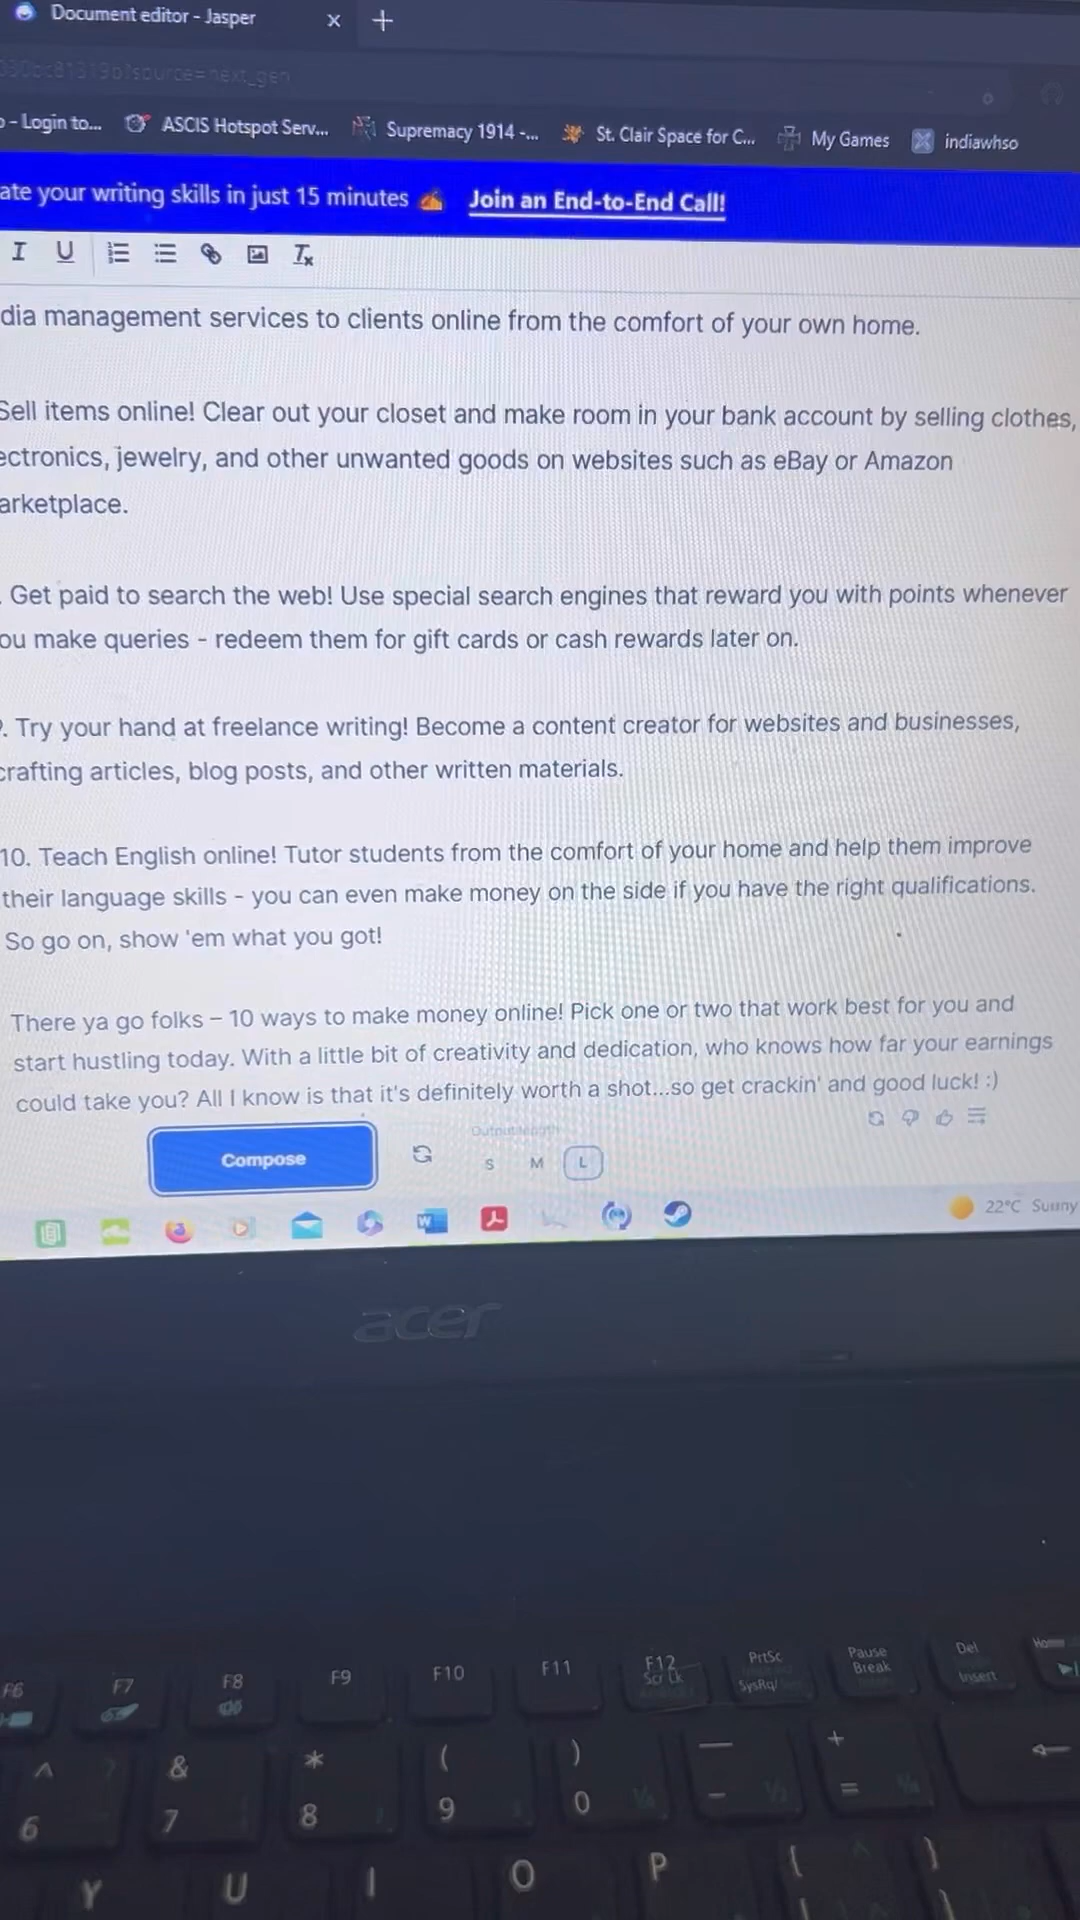 Document editor - Jasper
source=next_gen
- Login to...
ASCIS Hotspot Serv...
Supremacy 1914 -...
St. Clair Space for C...
My Games
indiawhso
ate your writing skills in just 15 minutes ✍
Join an End-to-End Call!
I U
dia management services to clients online from the comfort of your own home.
Sell items online! Clear out your closet and make room in your bank account by selling clothes,
ectronics, jewelry, and other unwanted goods on websites such as eBay or Amazon
arketplace.
. Get paid to search the web! Use special search engines that reward you with points whenever
ou make queries - redeem them for gift cards or cash rewards later on.
. Try your hand at freelance writing! Become a content creator for websites and businesses,
crafting articles, blog posts, and other written materials.
10. Teach English online! Tutor students from the comfort of your home and help them improve
their language skills - you can even make money on the side if you have the right qualifications.
So go on, show 'em what you got!
There ya go folks – 10 ways to make money online! Pick one or two that work best for you and
start hustling today. With a little bit of creativity and dedication, who knows how far your earnings
could take you? All I know is that it's definitely worth a shot...so get crackin' and good luck! :)
Output length
Compose
S M L
22°C Sunny
acer
F6 F7 F8 F9 F10 F11 F12 Scr Lk PrtSc SysRq Pause Break Del Insert Home
^ & * ( ) — +
6 7 8 9 0 - =
Y U I O P { }